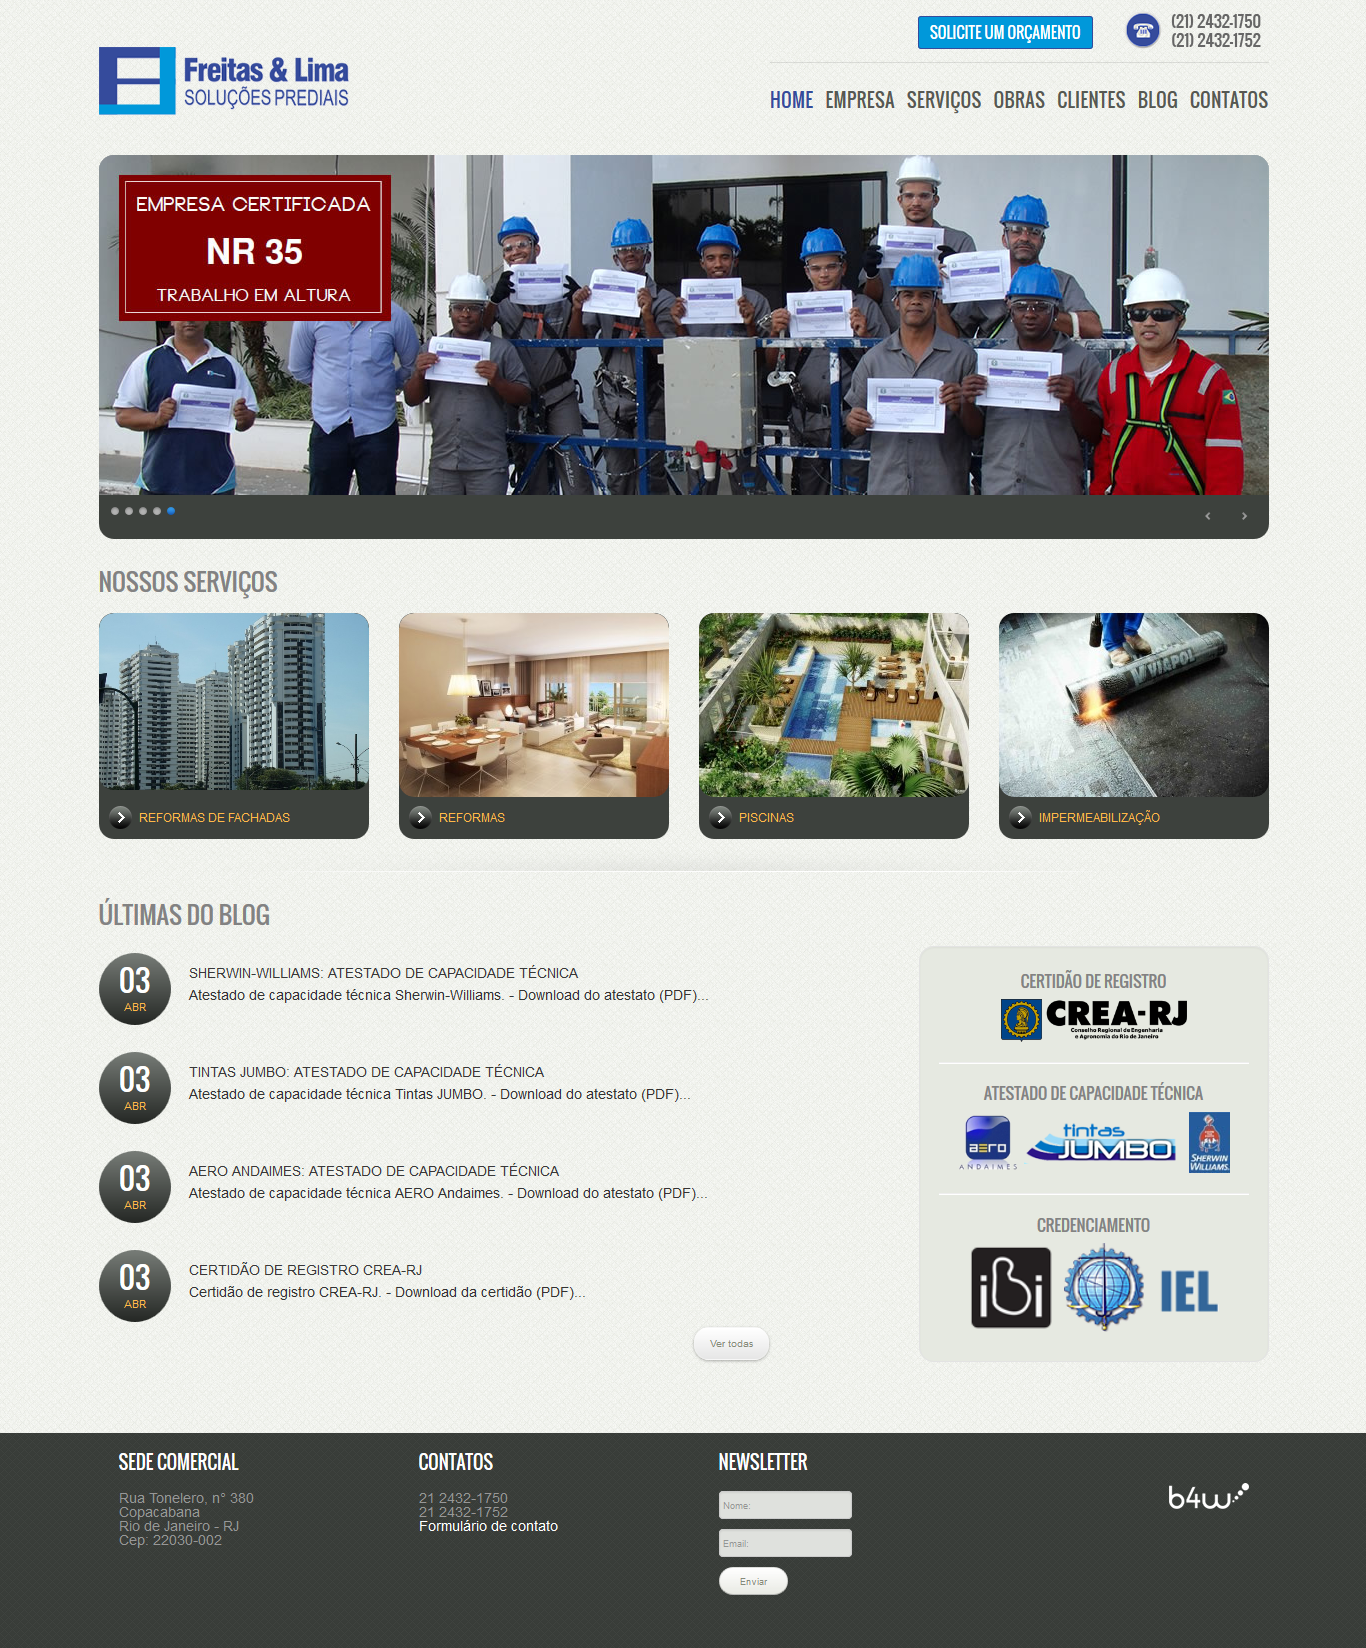 SOLICITE UM ORÇAMENTO
(21) 2432-1750
(21) 2432-1752
Freitas & Lima
SOLUÇÕES PREDIAIS
HOME EMPRESA SERVIÇOS OBRAS CLIENTES BLOG CONTATOS
EMPRESA CERTIFICADA
NR 35
TRABALHO EM ALTURA
NOSSOS SERVIÇOS
VIAPOL
REFORMAS DE FACHADAS
REFORMAS
PISCINAS
IMPERMEABILIZAÇÃO
ÚLTIMAS DO BLOG
03
ABR
SHERWIN-WILLIAMS: ATESTADO DE CAPACIDADE TÉCNICA
Atestado de capacidade técnica Sherwin-Williams. - Download do atestato (PDF)...
03
ABR
TINTAS JUMBO: ATESTADO DE CAPACIDADE TÉCNICA
Atestado de capacidade técnica Tintas JUMBO. - Download do atestato (PDF)...
03
ABR
AERO ANDAIMES: ATESTADO DE CAPACIDADE TÉCNICA
Atestado de capacidade técnica AERO Andaimes. - Download do atestato (PDF)...
03
ABR
CERTIDÃO DE REGISTRO CREA-RJ
Certidão de registro CREA-RJ. - Download da certidão (PDF)...
Ver todas
CERTIDÃO DE REGISTRO
CREA-RJ
Conselho Regional de Engenharia
e Agronomia do Rio de Janeiro
ATESTADO DE CAPACIDADE TÉCNICA
aero
ANDAIMES
tintas
JUMBO
SHERWIN
WILLIAMS.
CREDENCIAMENTO
iBi
IEL
SEDE COMERCIAL
Rua Tonelero, n° 380
Copacabana
Rio de Janeiro - RJ
Cep: 22030-002
CONTATOS
21 2432-1750
21 2432-1752
Formulário de contato
NEWSLETTER
Nome:
Email:
Enviar
b4w